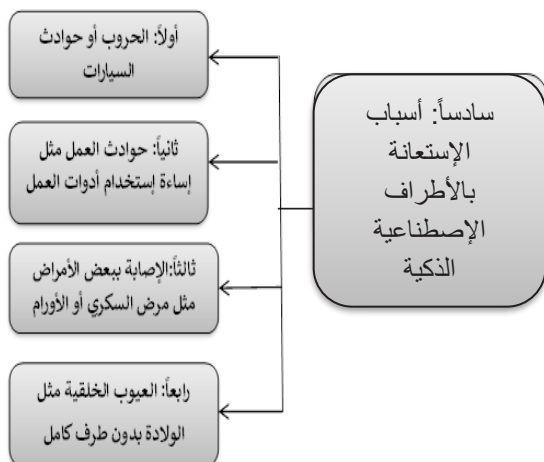 سادساً: أسباب
الإستعانة
بالأطراف
الإصطناعية
الذكية
أولاً: الحروب أو حوادث
السيارات
ثانياً: حوادث العمل مثل
إساءة إستخدام أدوات العمل
ثالثاً:الإصابة ببعض الأمراض
مثل مرض السكري أو الأورام
رابعاً: العيوب الخلقية مثل
الولادة بدون طرف كامل